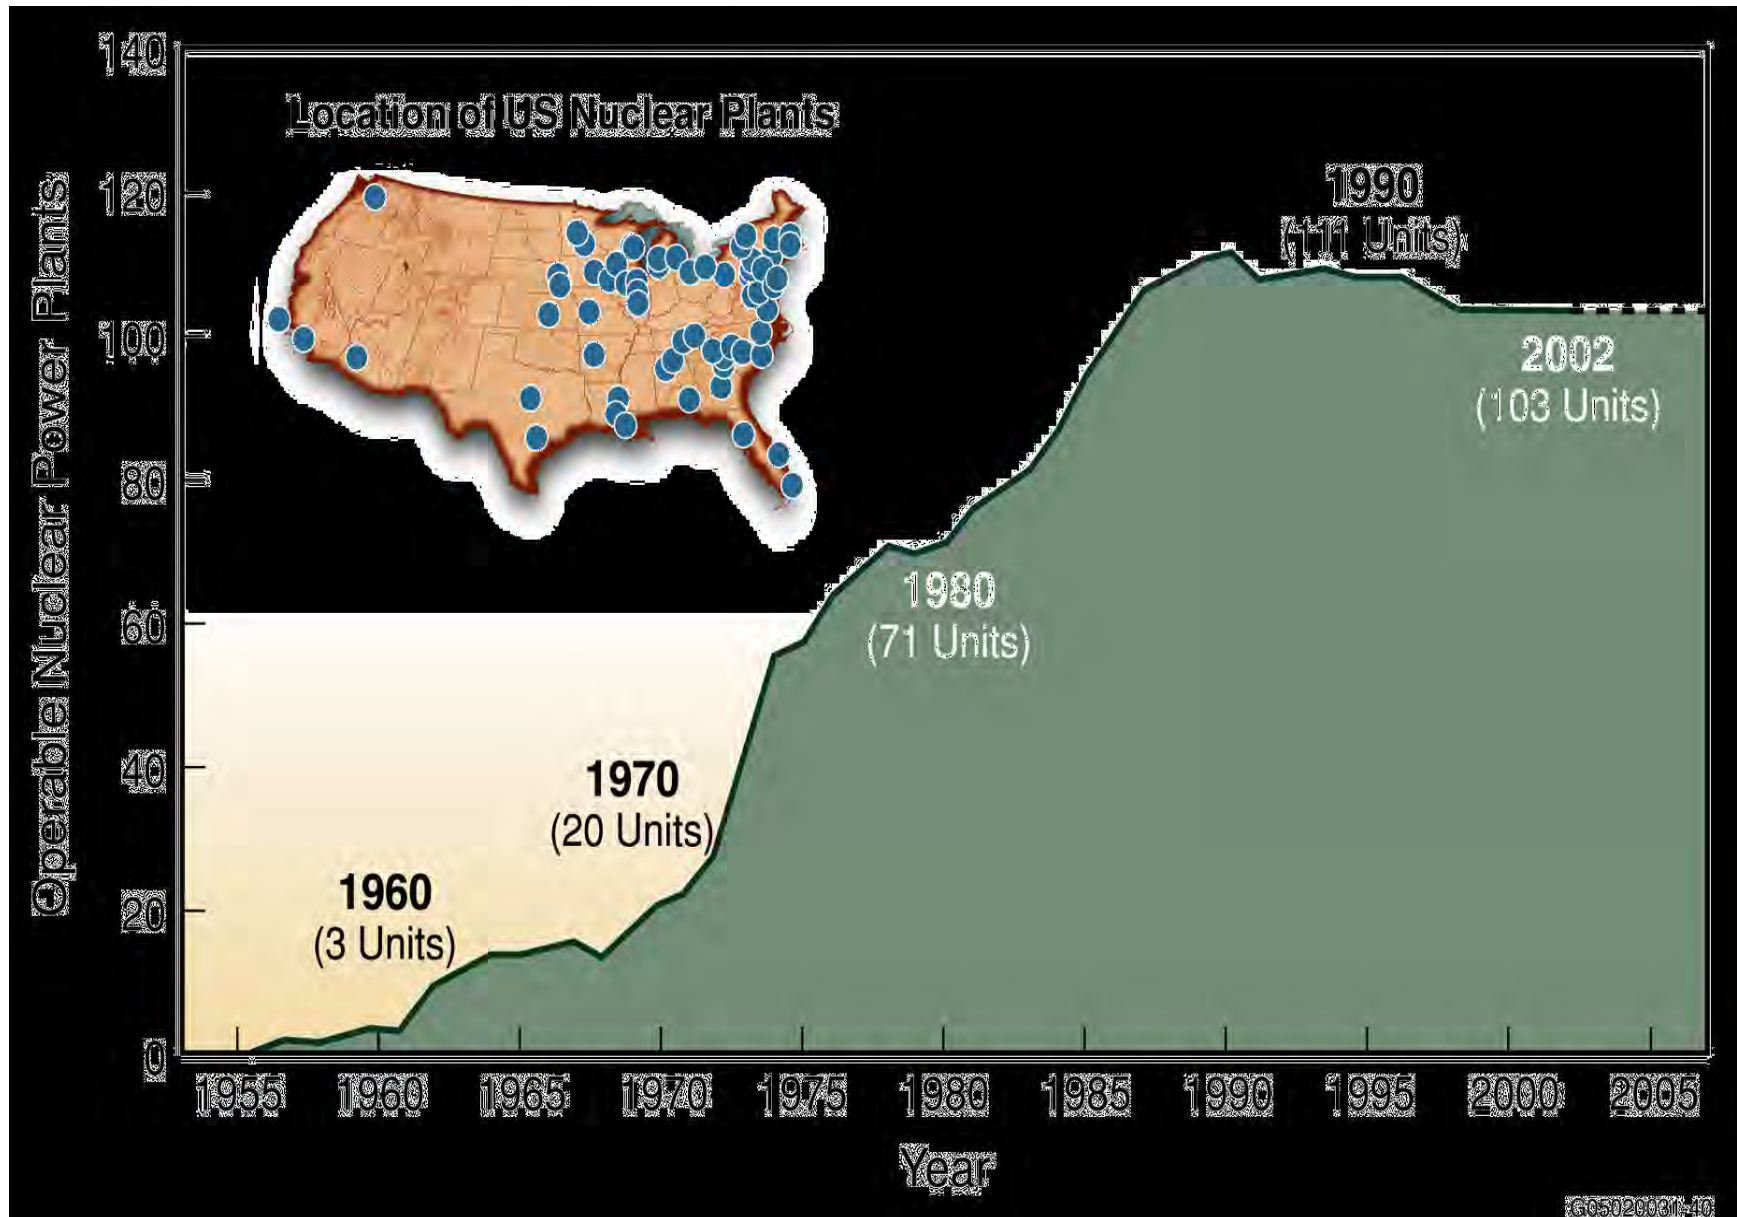 140
Location of US Nuclear Plants
120
1990
(111 Units)
100
2002
(103 Units)
80
1980
(71 Units)
60
40
1970
(20 Units)
20
1960
(3 Units)
0
1955 1960 1965 1970 1975 1980 1985 1990 1995 2000 2005
Operable Nuclear Power Plants
Year
G05020031-40